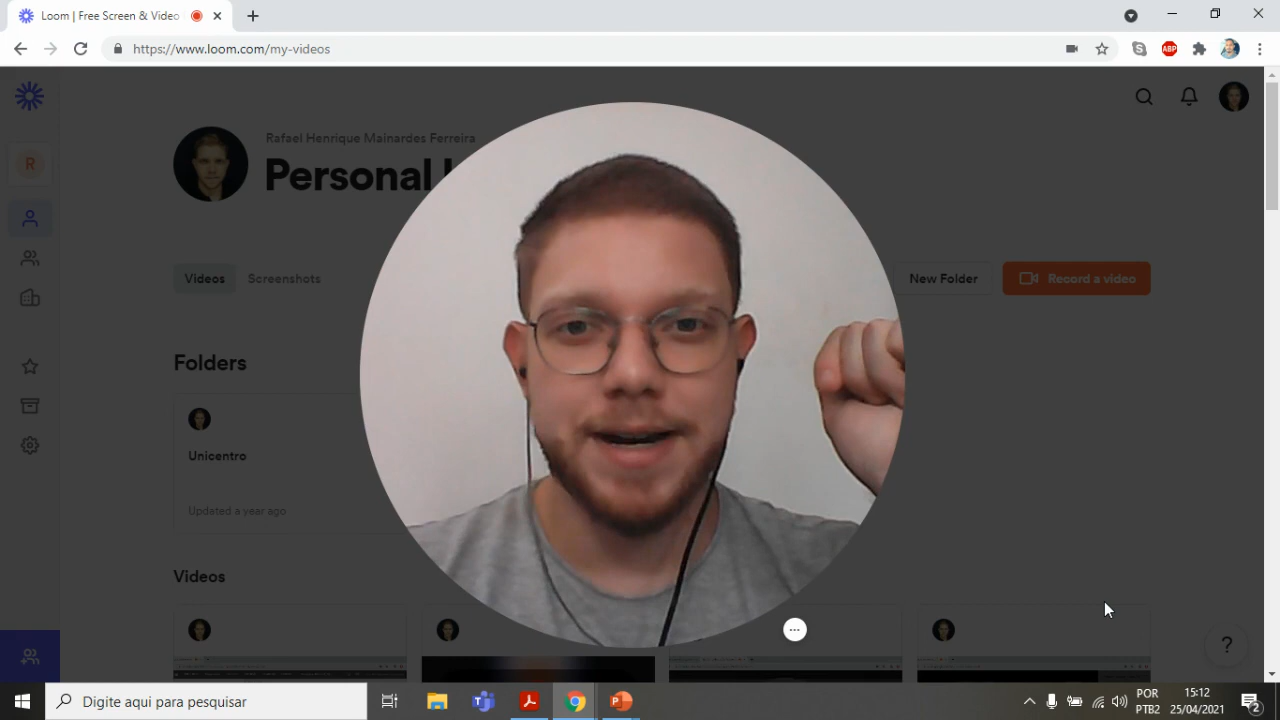 Loom | Free Screen & Video
https://www.loom.com/my-videos
ABP
Rafael Henrique Mainardes Ferreira
Personal
R
Videos
Screenshots
New Folder
Record a video
Folders
Unicentro
Updated a year ago
Videos
?
Digite aqui para pesquisar
POR
PTB2
15:12
25/04/2021
2